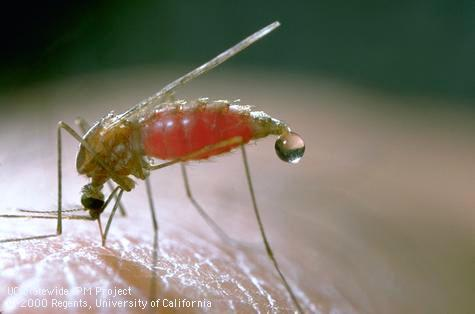 UC Statewide IPM Project
© 2000 Regents, University of California